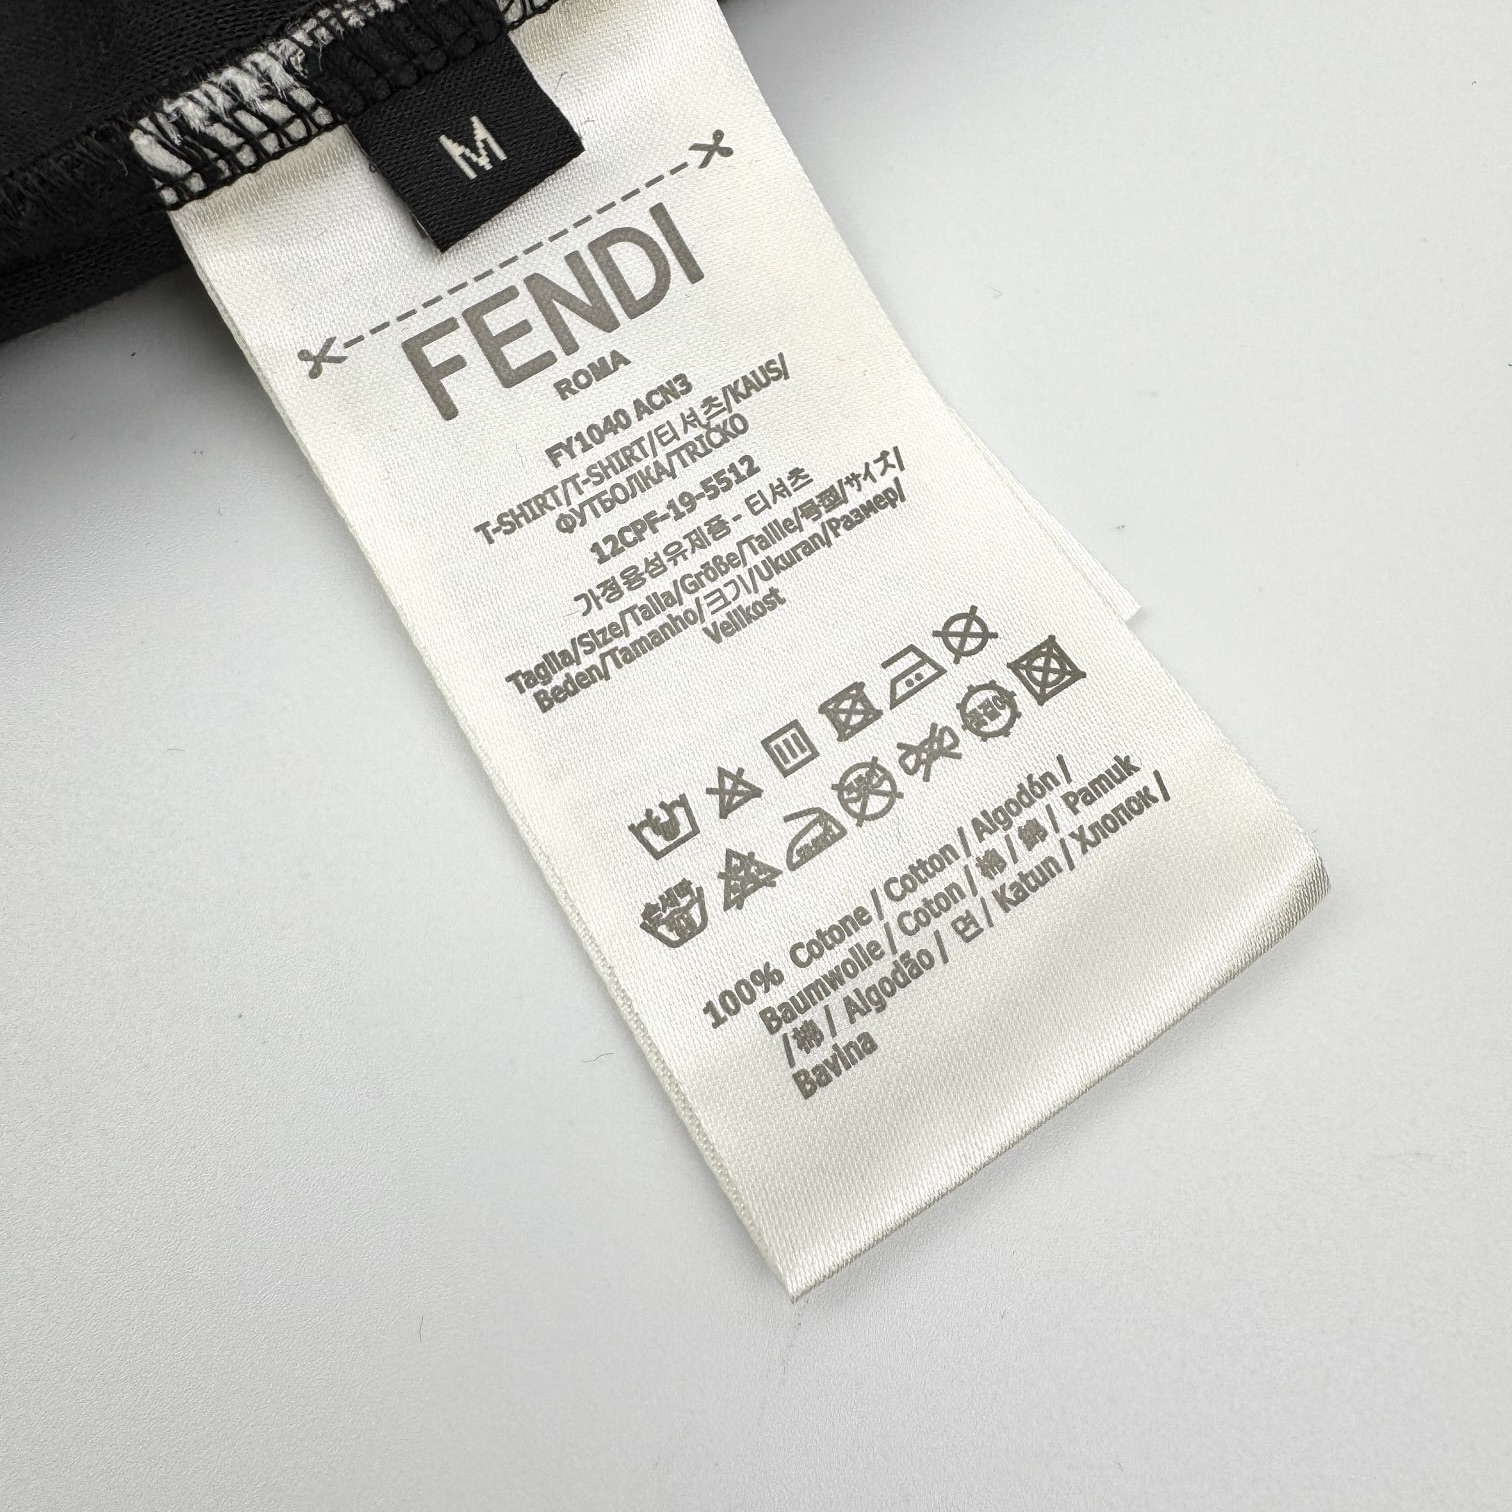 M
FENDI
ROMA
FY1040 ACN3
T-SHIRT/T-SHIRT/티셔츠/KAUS/
ФУТБОЛКА/TRIČKO
12CPF-19-5512
가정용섬유제품 - 티셔츠
Taglia/Size/Talla/Größe/Taille/号型/サイズ/
Beden/Tamanho/크기/Ukuran/Размер/
Velikost
손세탁
100% Cotone / Cotton / Algodón /
Baumwolle / Coton / 棉 / 綿 / Pamuk
/ 棉 / Algodão / 면 / Katun / Хлопок /
Bavlna